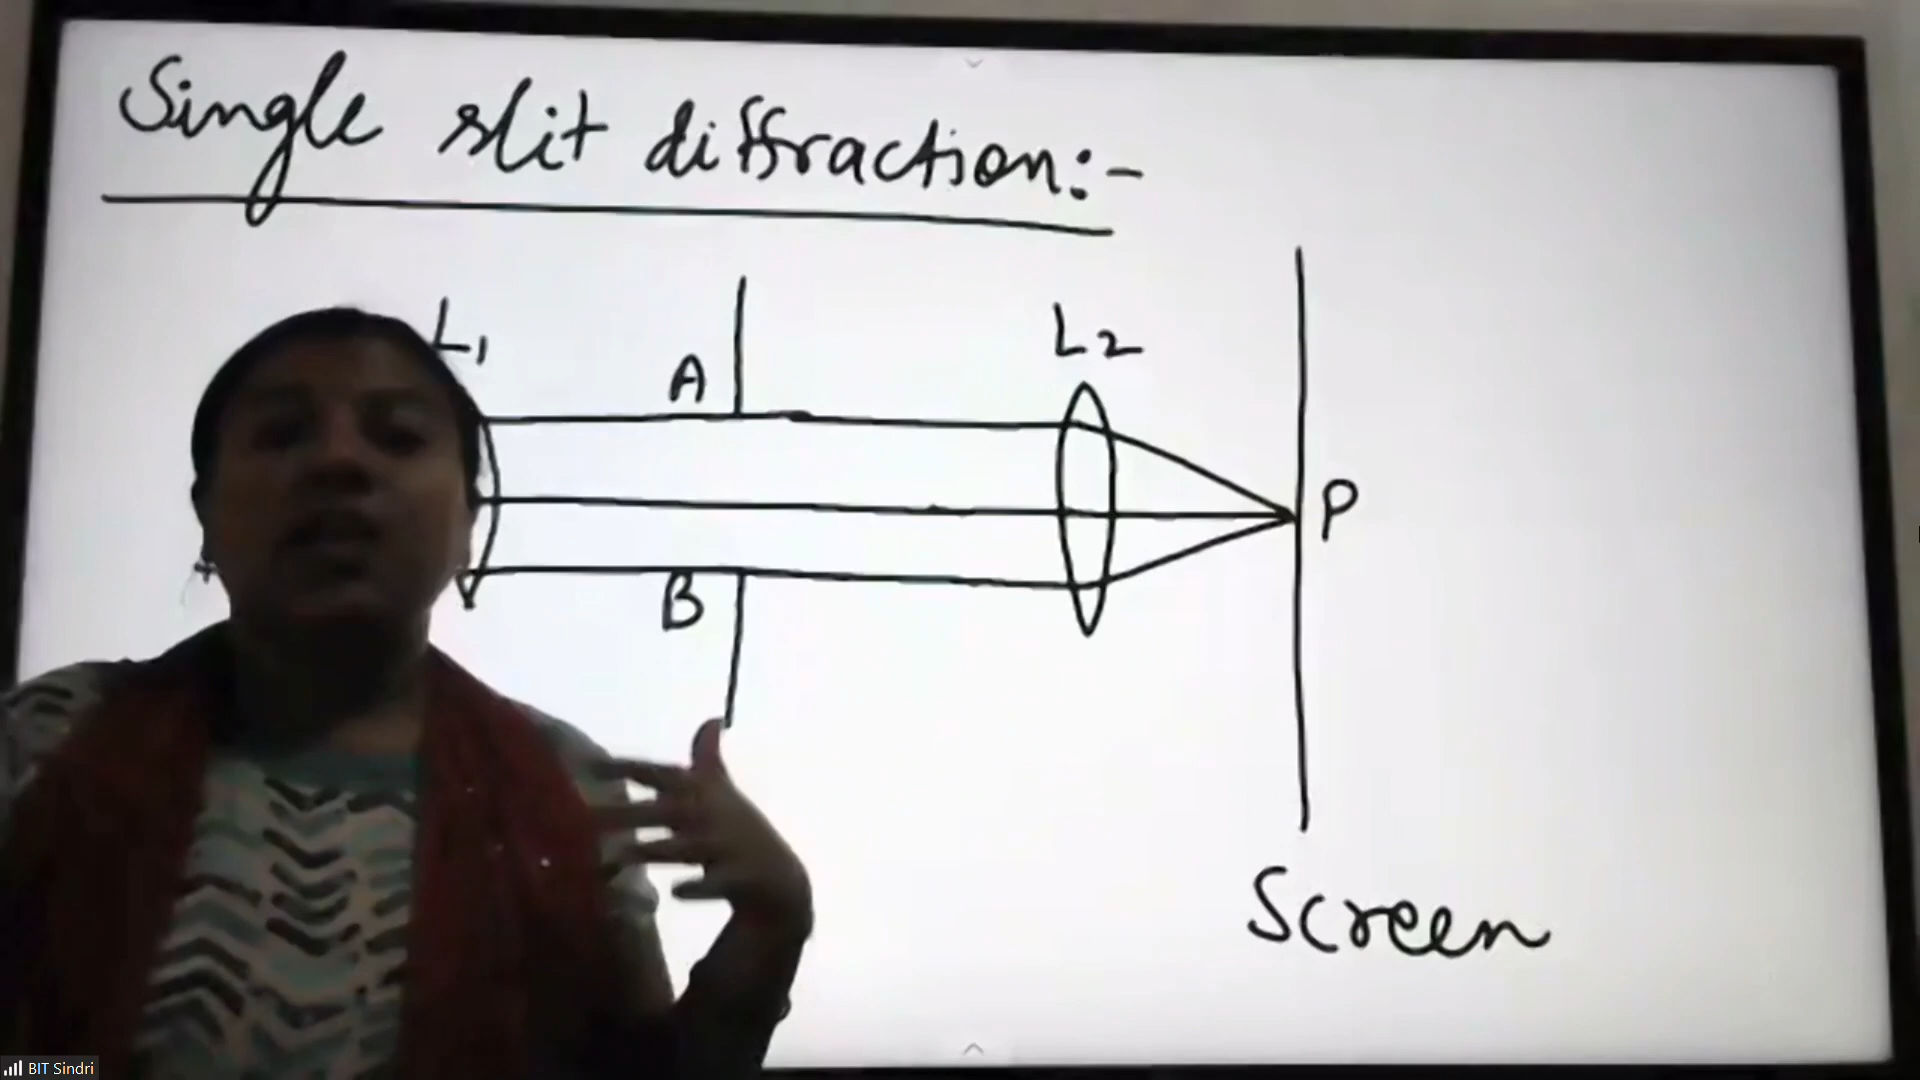 Single slit diffraction:-
L1
A
L2
P
B
Screen
BIT Sindri